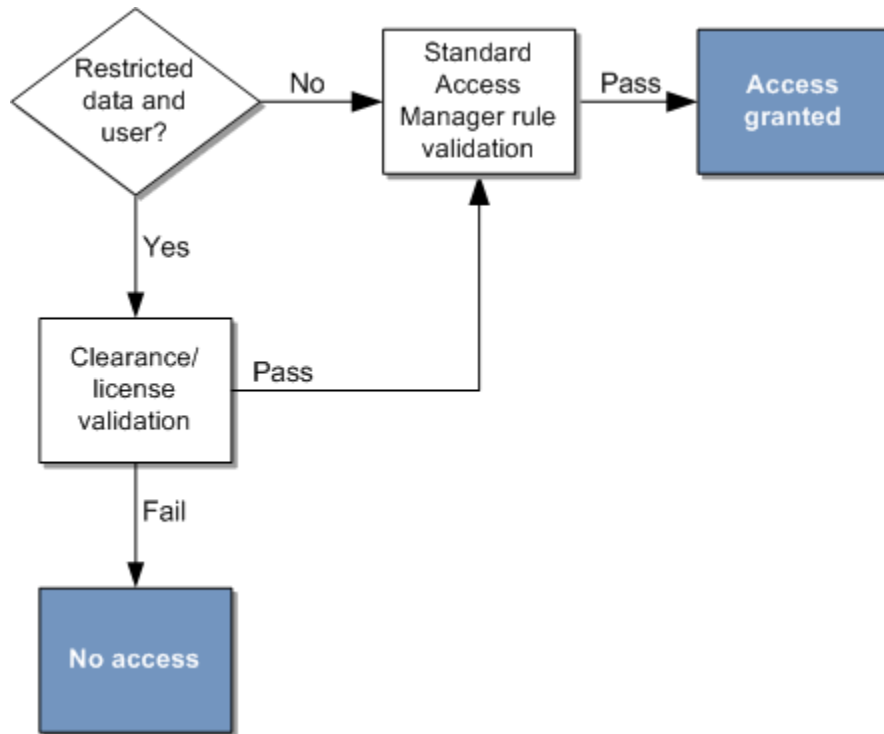 Restricted
data and
user?
No
Standard
Access
Manager rule
validation
Pass
Access
granted
Yes
Clearance/
license
validation
Pass
Fail
No access